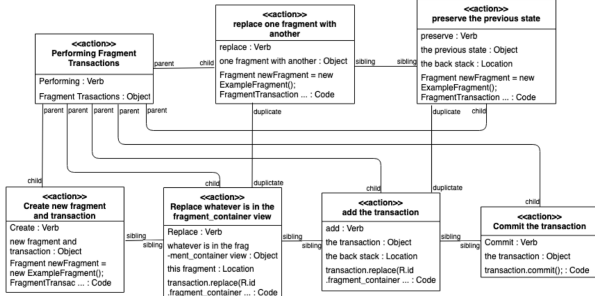 <<action>>
Performing Fragment
Transactions
Performing : Verb
Fragment Trasactions : Object
<<action>>
replace one fragment with
another
replace : Verb
one fragment with another : Object
Fragment newFragment = new
ExampleFragment();
FragmentTransaction ... : Code
<<action>>
preserve the previous state
preserve : Verb
the previous state : Object
the back stack : Location
Fragment newFragment = new
ExampleFragment();
FragmentTransaction ... : Code
parent
child
sibling
sibling
parent
parent
parent
parent
duplicate
duplicate
child
child
child
duptictate
child
duplictate
child
<<action>>
Create new fragment
and transaction
Create : Verb
new fragment and
transaction : Object
Fragment newFragment =
new ExampleFragment();
FragmentTransac ... : Code
sibling
sibling
<<action>>
Replace whatever is in the
fragment_container view
Replace : Verb
whatever is in the frag
-ment_container view : Object
this fragment : Location
transaction.replace(R.id
.fragment_container ... : Code
sibling
sibling
<<action>>
add the transaction
add : Verb
the transaction : Object
the back stack : Location
transaction.replace(R.id
.fragment_container ... : Code
sibling
sibling
<<action>>
Commit the transaction
Commit : Verb
the transaction : Object
transaction.commit(); : Code